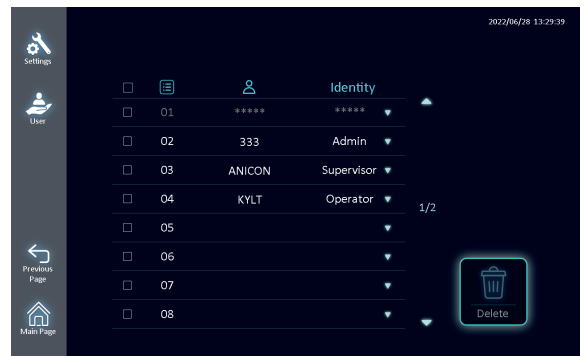 2022/06/28 13:29:39
Settings
User
Identity
01 ***** *****
02 333 Admin
03 ANICON Supervisor
04 KYLT Operator
1/2
05
06
07
08
Previous
Page
Delete
Main Page